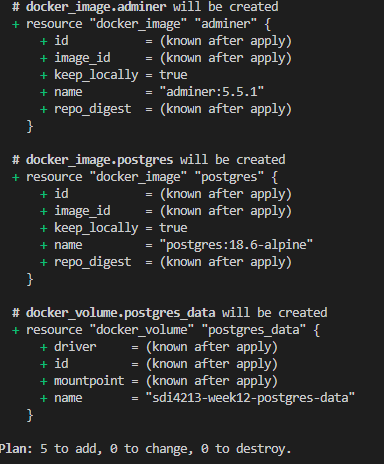 # docker_image.adminer will be created
+ resource "docker_image" "adminer" {
    + id           = (known after apply)
    + image_id     = (known after apply)
    + keep_locally = true
    + name         = "adminer:5.5.1"
    + repo_digest  = (known after apply)
  }
# docker_image.postgres will be created
+ resource "docker_image" "postgres" {
    + id           = (known after apply)
    + image_id     = (known after apply)
    + keep_locally = true
    + name         = "postgres:18.6-alpine"
    + repo_digest  = (known after apply)
  }
# docker_volume.postgres_data will be created
+ resource "docker_volume" "postgres_data" {
    + driver     = (known after apply)
    + id         = (known after apply)
    + mountpoint = (known after apply)
    + name       = "sdi4213-week12-postgres-data"
  }
Plan: 5 to add, 0 to change, 0 to destroy.